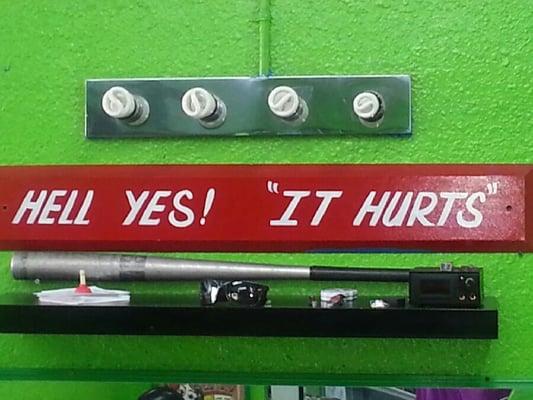 HELL YES! "IT HURTS"